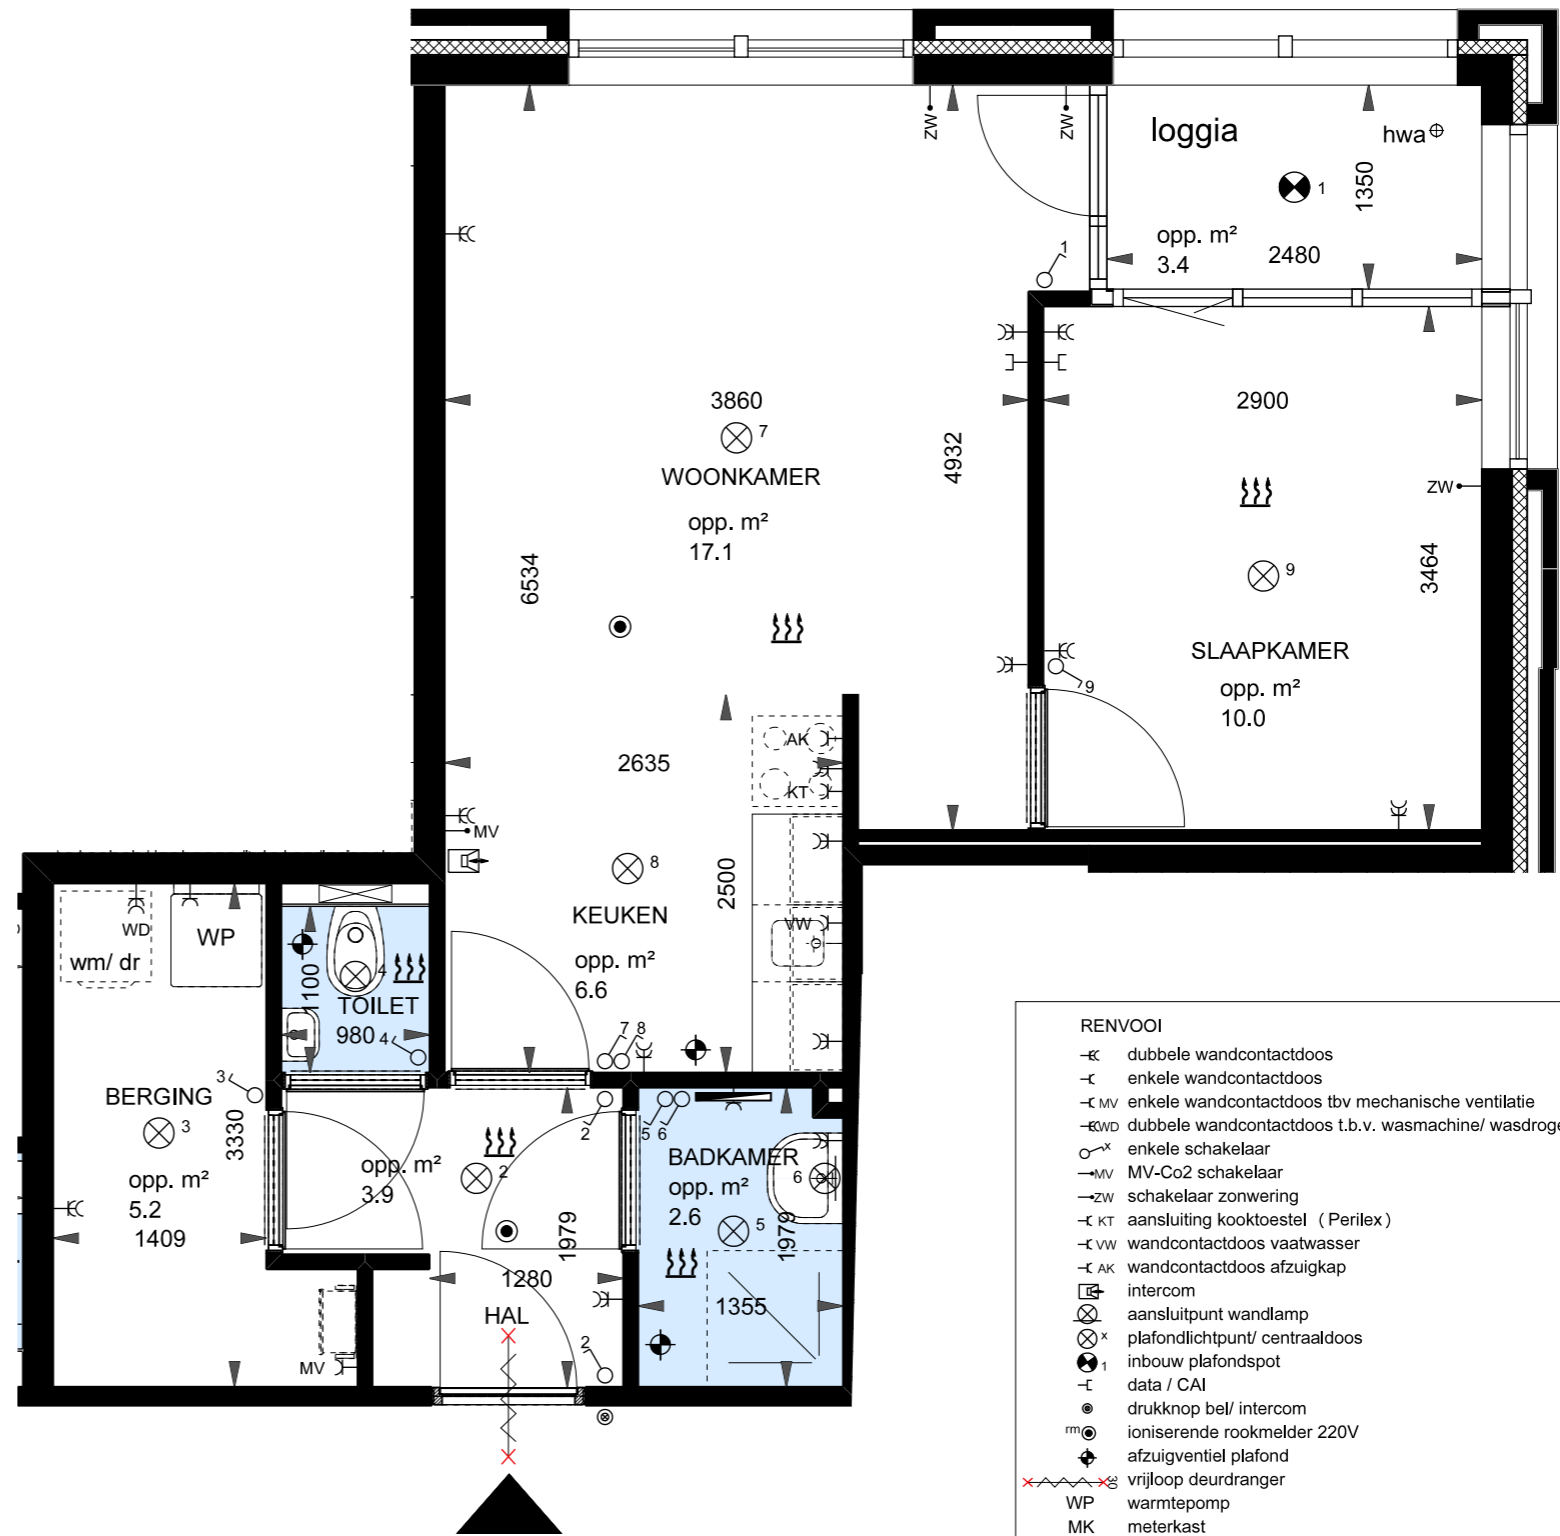 ZW
ZW
loggia
hwa
1
1350
opp. m²
3.4
2480
1
3860
7
WOONKAMER
opp. m²
17.1
4932
6534
2900
ZW
9
3464
SLAAPKAMER
opp. m²
10.0
9
2635
AK
KT
MV
8
2500
KEUKEN
opp. m²
6.6
VW
7 8
WD
WP
wm/ dr
4
1100
TOILET
980
4
3
BERGING
3
3330
opp. m²
5.2
1409
MV
opp. m²
3.9
2
2
1979
1280
HAL
2
5 6
BADKAMER
opp. m²
2.6
6
5
1979
1355
RENVOOI
dubbele wandcontactdoos
enkele wandcontactdoos
MV enkele wandcontactdoos tbv mechanische ventilatie
WD dubbele wandcontactdoos t.b.v. wasmachine/ wasdroge
x enkele schakelaar
MV MV-Co2 schakelaar
ZW schakelaar zonwering
KT aansluiting kooktoestel (Perilex)
VW wandcontactdoos vaatwasser
AK wandcontactdoos afzuigkap
intercom
aansluitpunt wandlamp
x plafondlichtpunt/ centraaldoos
1 inbouw plafondspot
data / CAI
drukknop bel/ intercom
rm ioniserende rookmelder 220V
afzuigventiel plafond
30 vrijloop deurdranger
WP warmtepomp
MK meterkast